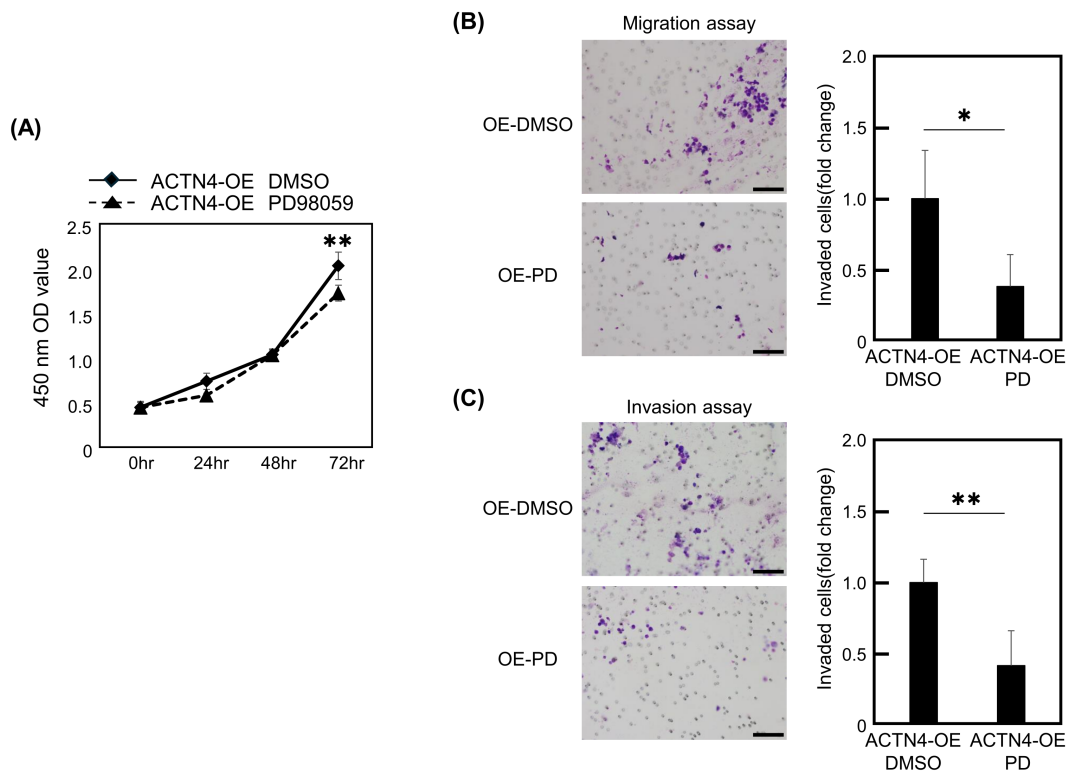 (A)
ACTN4-OE DMSO
ACTN4-OE PD98059
**
450 nm OD value
2.5
2.0
1.5
1.0
0.5
0
0hr 24hr 48hr 72hr
(B)
Migration assay
OE-DMSO
OE-PD
Invaded cells(fold change)
2.0
1.5
1.0
0.5
0
*
ACTN4-OE ACTN4-OE
DMSO PD
(C)
Invasion assay
OE-DMSO
OE-PD
Invaded cells(fold change)
2.0
1.5
1.0
0.5
0
**
ACTN4-OE ACTN4-OE
DMSO PD